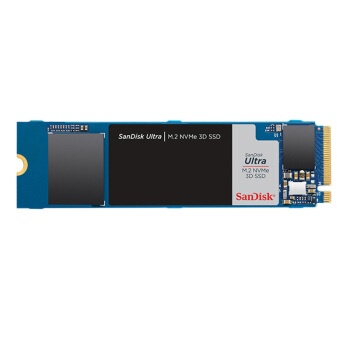 SanDisk Ultra | M.2 NVMe 3D SSD
SanDisk
Ultra
M.2 NVMe
3D SSD
SanDisk